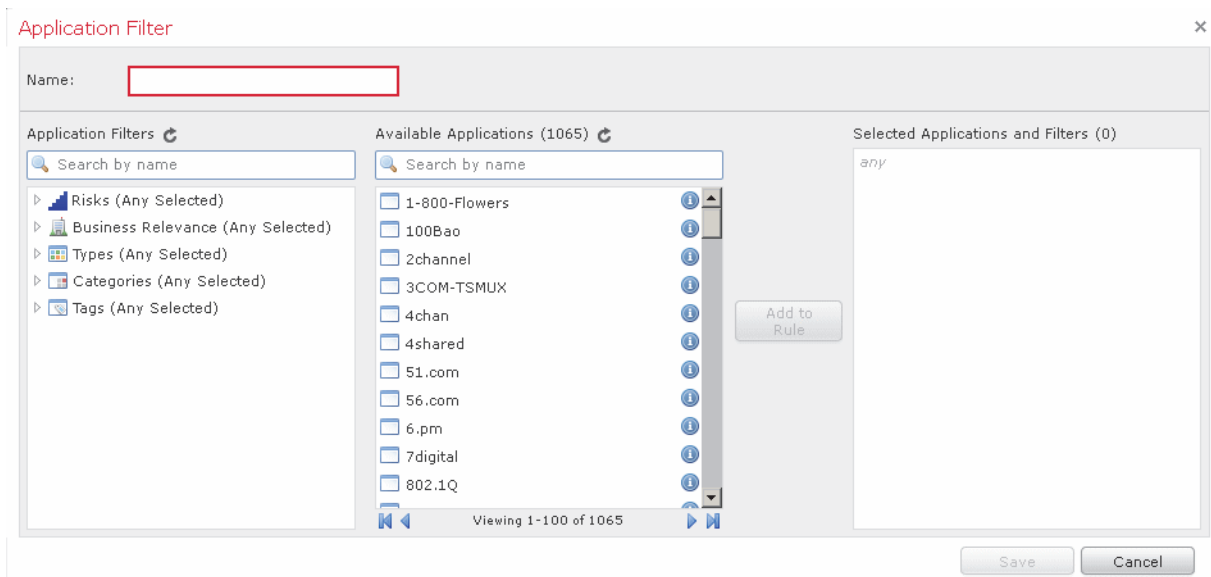 Application Filter
Name:
Application Filters
Search by name
Risks (Any Selected)
Business Relevance (Any Selected)
Types (Any Selected)
Categories (Any Selected)
Tags (Any Selected)
Available Applications (1065)
Search by name
1-800-Flowers
100Bao
2channel
3COM-TSMUX
4chan
4shared
51.com
56.com
6.pm
7digital
802.1Q
Viewing 1-100 of 1065
Add to
Rule
Selected Applications and Filters (0)
any
Save
Cancel